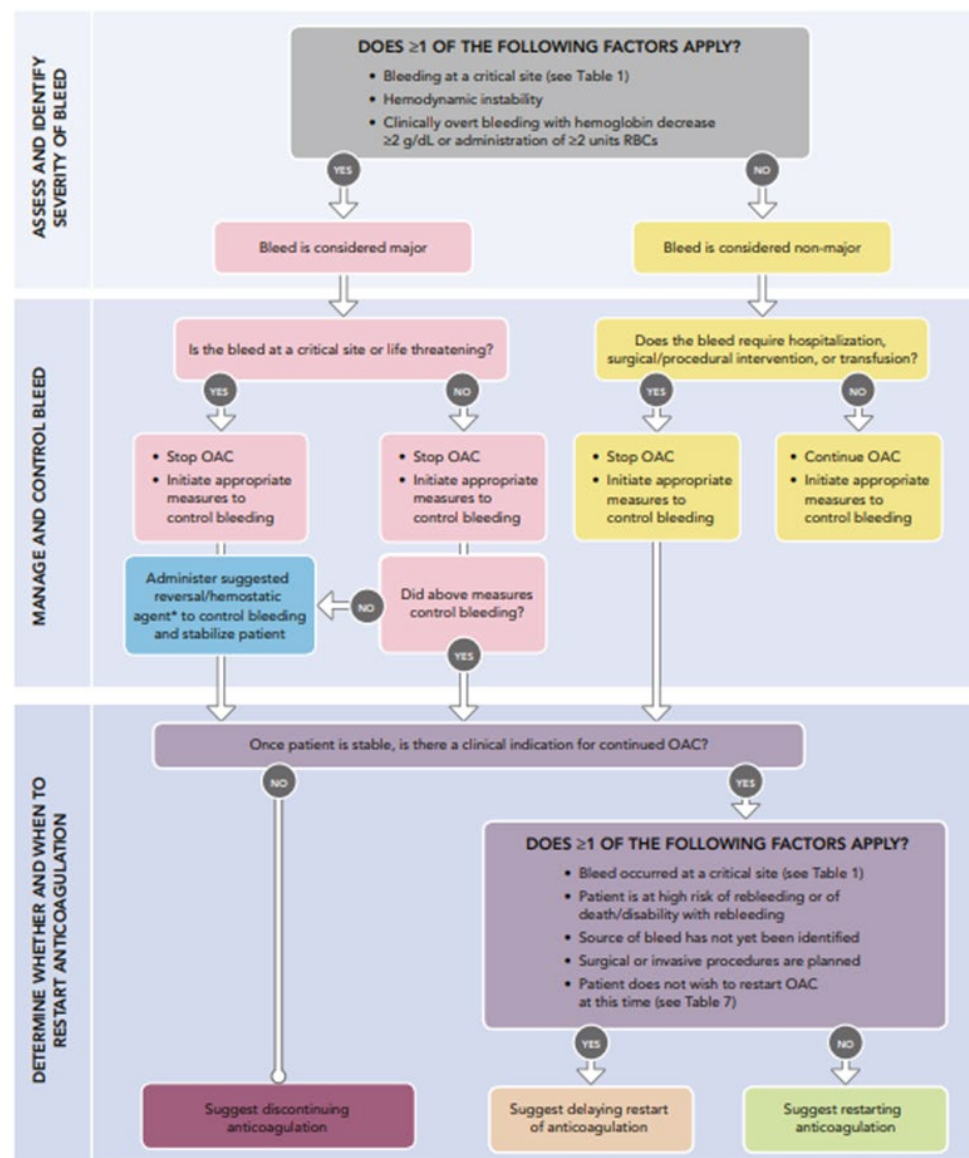 ASSESS AND IDENTIFY
SEVERITY OF BLEED
DOES ≥1 OF THE FOLLOWING FACTORS APPLY?
• Bleeding at a critical site (see Table 1)
• Hemodynamic instability
• Clinically overt bleeding with hemoglobin decrease
≥2 g/dL or administration of ≥2 units RBCs
YES
NO
Bleed is considered major
Bleed is considered non-major
MANAGE AND CONTROL BLEED
Is the bleed at a critical site or life threatening?
Does the bleed require hospitalization,
surgical/procedural intervention, or transfusion?
YES
NO
YES
NO
• Stop OAC
• Initiate appropriate
measures to
control bleeding
• Stop OAC
• Initiate appropriate
measures to
control bleeding
• Stop OAC
• Initiate appropriate
measures to
control bleeding
• Continue OAC
• Initiate appropriate
measures to
control bleeding
Administer suggested
reversal/hemostatic
agent* to control bleeding
and stabilize patient
NO
Did above measures
control bleeding?
YES
DETERMINE WHETHER AND WHEN TO
RESTART ANTICOAGULATION
Once patient is stable, is there a clinical indication for continued OAC?
NO
YES
DOES ≥1 OF THE FOLLOWING FACTORS APPLY?
• Bleed occurred at a critical site (see Table 1)
• Patient is at high risk of rebleeding or of
death/disability with rebleeding
• Source of bleed has not yet been identified
• Surgical or invasive procedures are planned
• Patient does not wish to restart OAC
at this time (see Table 7)
YES
NO
Suggest discontinuing
anticoagulation
Suggest delaying restart
of anticoagulation
Suggest restarting
anticoagulation